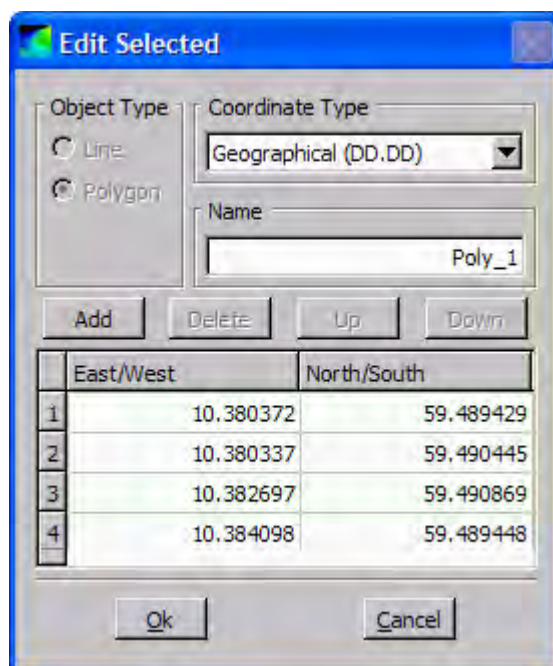 Edit Selected
Object Type
Line
Polygon
Coordinate Type
Geographical (DD.DD)
Name
Poly_1
Add Delete Up Down
East/West North/South
1 10.380372 59.489429
2 10.380337 59.490445
3 10.382697 59.490869
4 10.384098 59.489448
Ok Cancel